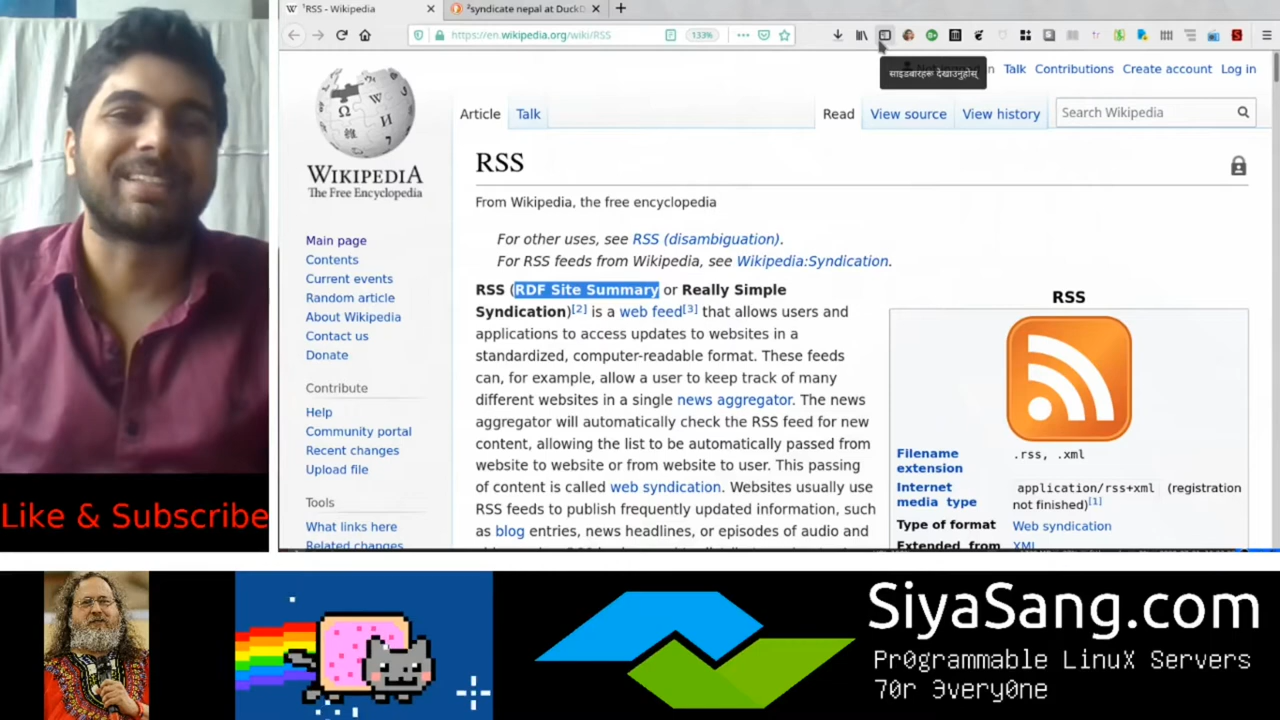 ¹RSS - Wikipedia
²syndicate nepal at DuckD
https://en.wikipedia.org/wiki/RSS
133%
साइडबारहरू देखाउनुहोस्
Talk
Contributions
Create account
Log in
Article
Talk
Read
View source
View history
Search Wikipedia
WIKIPEDIA
The Free Encyclopedia
Main page
Contents
Current events
Random article
About Wikipedia
Contact us
Donate
Contribute
Help
Community portal
Recent changes
Upload file
Tools
What links here
Related changes
RSS
From Wikipedia, the free encyclopedia
For other uses, see RSS (disambiguation).
For RSS feeds from Wikipedia, see Wikipedia:Syndication.
RSS (RDF Site Summary or Really Simple
Syndication)[2] is a web feed[3] that allows users and
applications to access updates to websites in a
standardized, computer-readable format. These feeds
can, for example, allow a user to keep track of many
different websites in a single news aggregator. The news
aggregator will automatically check the RSS feed for new
content, allowing the list to be automatically passed from
website to website or from website to user. This passing
of content is called web syndication. Websites usually use
RSS feeds to publish frequently updated information, such
as blog entries, news headlines, or episodes of audio and
RSS
Filename extension .rss, .xml
Internet media type application/rss+xml (registration not finished)[1]
Type of format Web syndication
Extended from XML
Like & Subscribe
SiyaSang.com
Pr0grammable LinuX Servers
70r 3very0ne